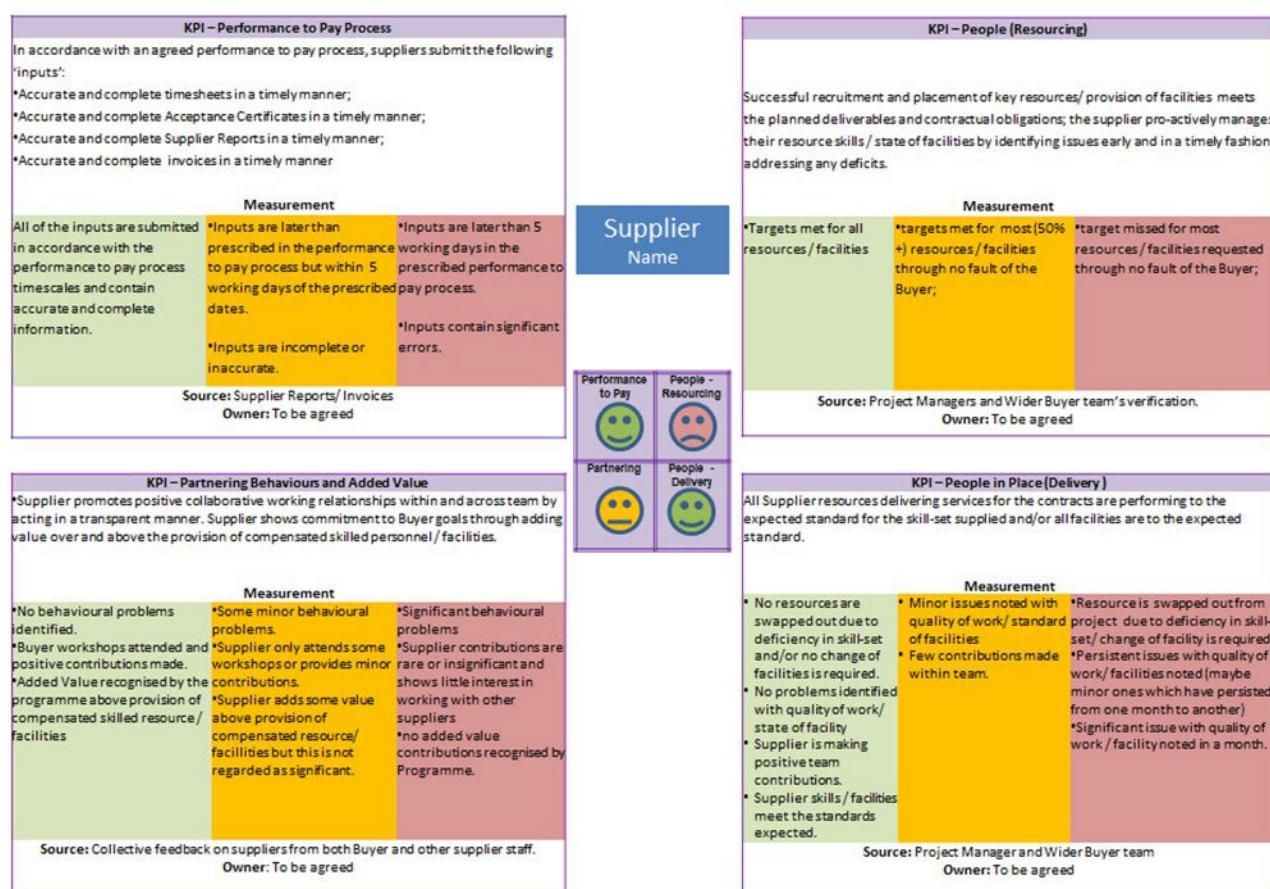 KPI – Performance to Pay Process
In accordance with an agreed performance to pay process, suppliers submit the following
‘inputs’:
•Accurate and complete timesheets in a timely manner;
•Accurate and complete Acceptance Certificates in a timely manner;
•Accurate and complete Supplier Reports in a timely manner;
•Accurate and complete invoices in a timely manner
Measurement
All of the inputs are submitted
in accordance with the
performance to pay process
timescales and contain
accurate and complete
information.
•Inputs are later than
prescribed in the performance
to pay process but within 5
working days of the prescribed
dates.
•Inputs are incomplete or
inaccurate.
•Inputs are later than 5
working days in the
prescribed performance to
pay process.
•Inputs contain significant
errors.
Source: Supplier Reports/ Invoices
Owner: To be agreed
KPI – People (Resourcing)
Successful recruitment and placement of key resources/ provision of facilities meets
the planned deliverables and contractual obligations; the supplier pro-actively manages
their resource skills / state of facilities by identifying issues early and in a timely fashion
addressing any deficits.
Measurement
•Targets met for all
resources / facilities
•targets met for most (50%
+) resources / facilities
through no fault of the
Buyer;
•target missed for most
resources / facilities requested
through no fault of the Buyer;
Source: Project Managers and Wider Buyer team’s verification.
Owner: To be agreed
Supplier
Name
Performance
to Pay
People -
Resourcing
Partnering
People -
Delivery
KPI – Partnering Behaviours and Added Value
•Supplier promotes positive collaborative working relationships within and across team by
acting in a transparent manner. Supplier shows commitment to Buyer goals through adding
value over and above the provision of compensated skilled personnel / facilities.
Measurement
•No behavioural problems
identified.
•Buyer workshops attended and
positive contributions made.
•Added Value recognised by the
programme above provision of
compensated skilled resource /
facilities
•Some minor behavioural
problems.
•Supplier only attends some
workshops or provides minor
contributions.
•Supplier adds some value
above provision of
compensated resource/
facillities but this is not
regarded as significant.
•Significant behavioural
problems
•Supplier contributions are
rare or insignificant and
shows little interest in
working with other
suppliers
•no added value
contributions recognised by
Programme.
Source: Collective feedback on suppliers from both Buyer and other supplier staff.
Owner: To be agreed
KPI – People in Place (Delivery )
All Supplier resources delivering services for the contracts are performing to the
expected standard for the skill-set supplied and/or all facilities are to the expected
standard.
Measurement
• No resources are
swapped out due to
deficiency in skill-set
and/or no change of
facilities is required.
• No problems identified
with quality of work/
state of facility
• Supplier is making
positive team
contributions.
• Supplier skills / facilities
meet the standards
expected.
• Minor issues noted with
quality of work/ standard
of facilities
• Few contributions made
within team.
•Resource is swapped out from
project due to deficiency in skill-
set/ change of facility is required
•Persistent issues with quality of
work/ facilities noted (maybe
minor ones which have persisted
from one month to another)
•Significant issue with quality of
work / facility noted in a month.
Source: Project Manager and Wider Buyer team
Owner: To be agreed